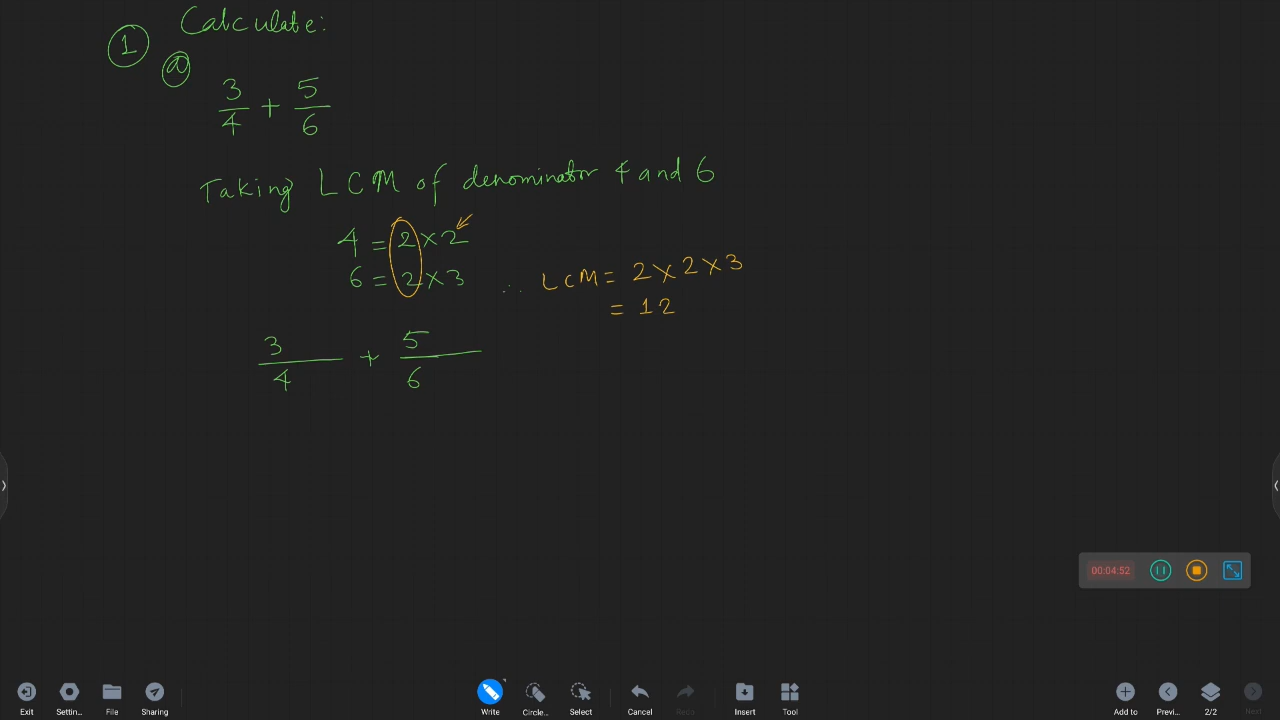 Calculate:
1
a
3/4 + 5/6
Taking LCM of denominator 4 and 6
4 = 2 × 2
6 = 2 × 3
∴ LCM = 2 × 2 × 3
= 12
3/4 + 5/6
00:04:52
Exit Settin... File Sharing Write Circle... Select Cancel Redo Insert Tool Add to Previ... 2/2 Next